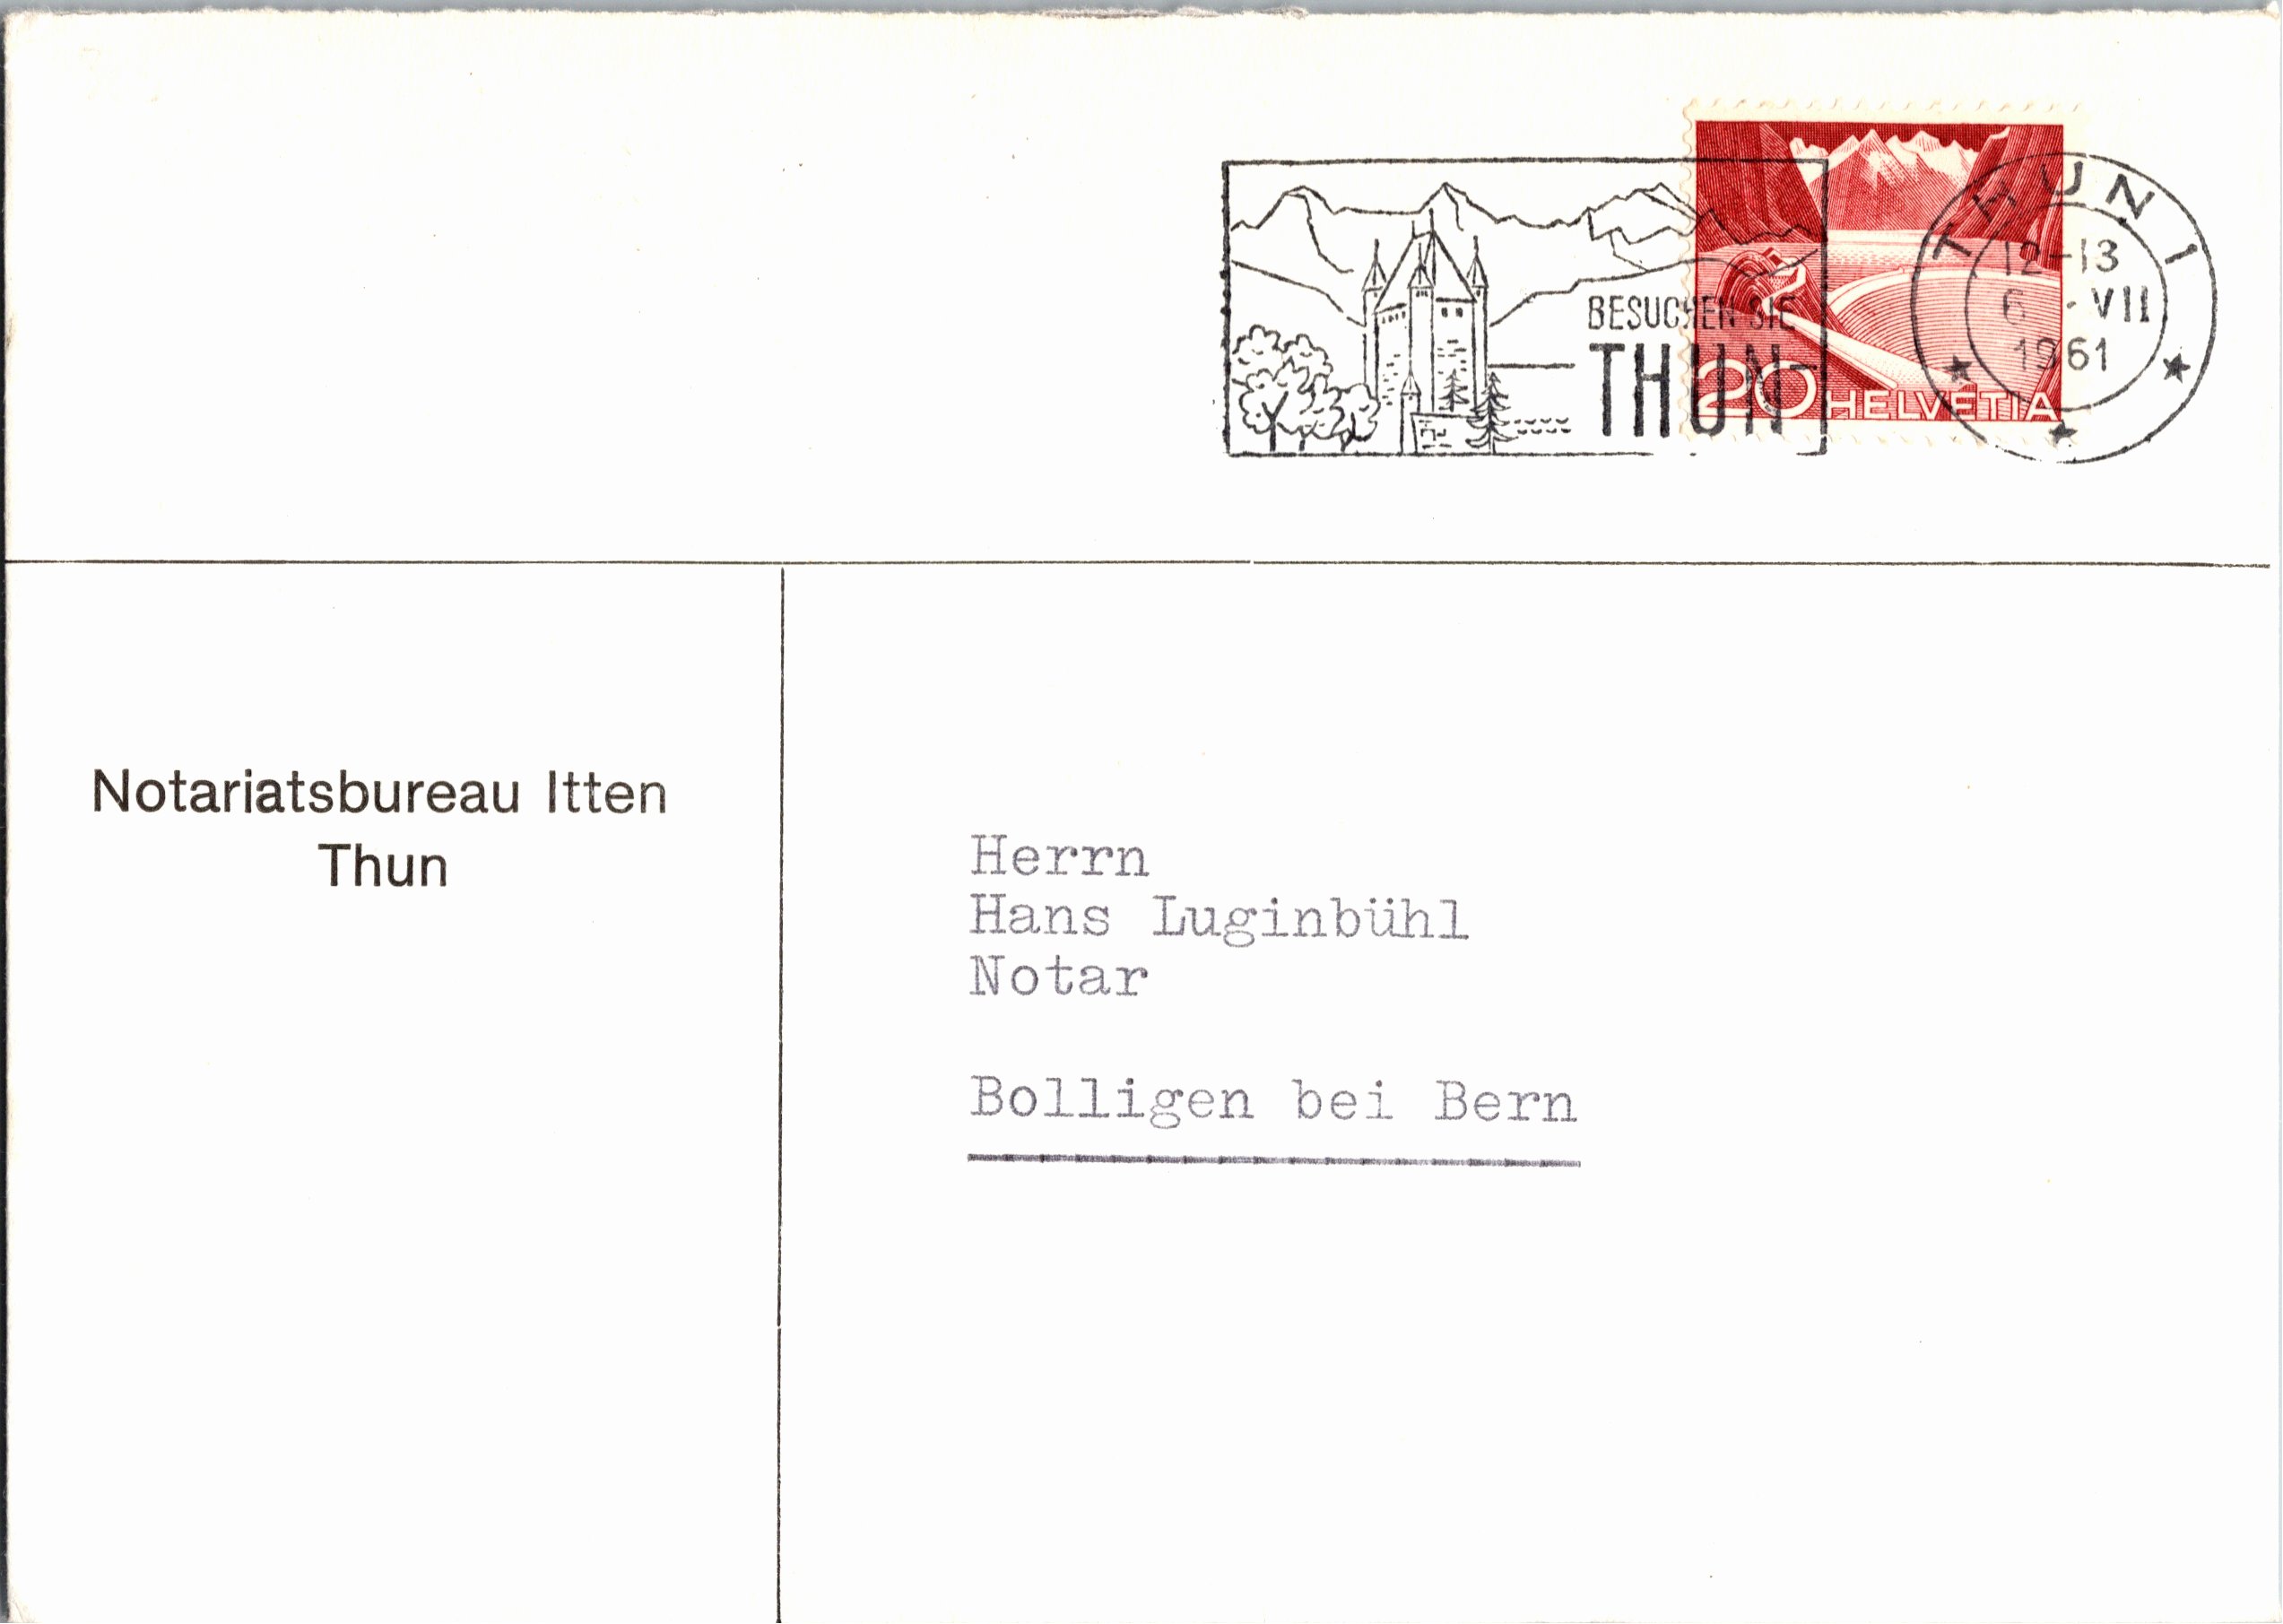 BESUCHEN SIE
THUN
20 HELVETIA
THUN 1
12-13
6.-VII
1961
Notariatsbureau Itten
Thun
Herrn
Hans Luginbühl
Notar
Bolligen bei Bern